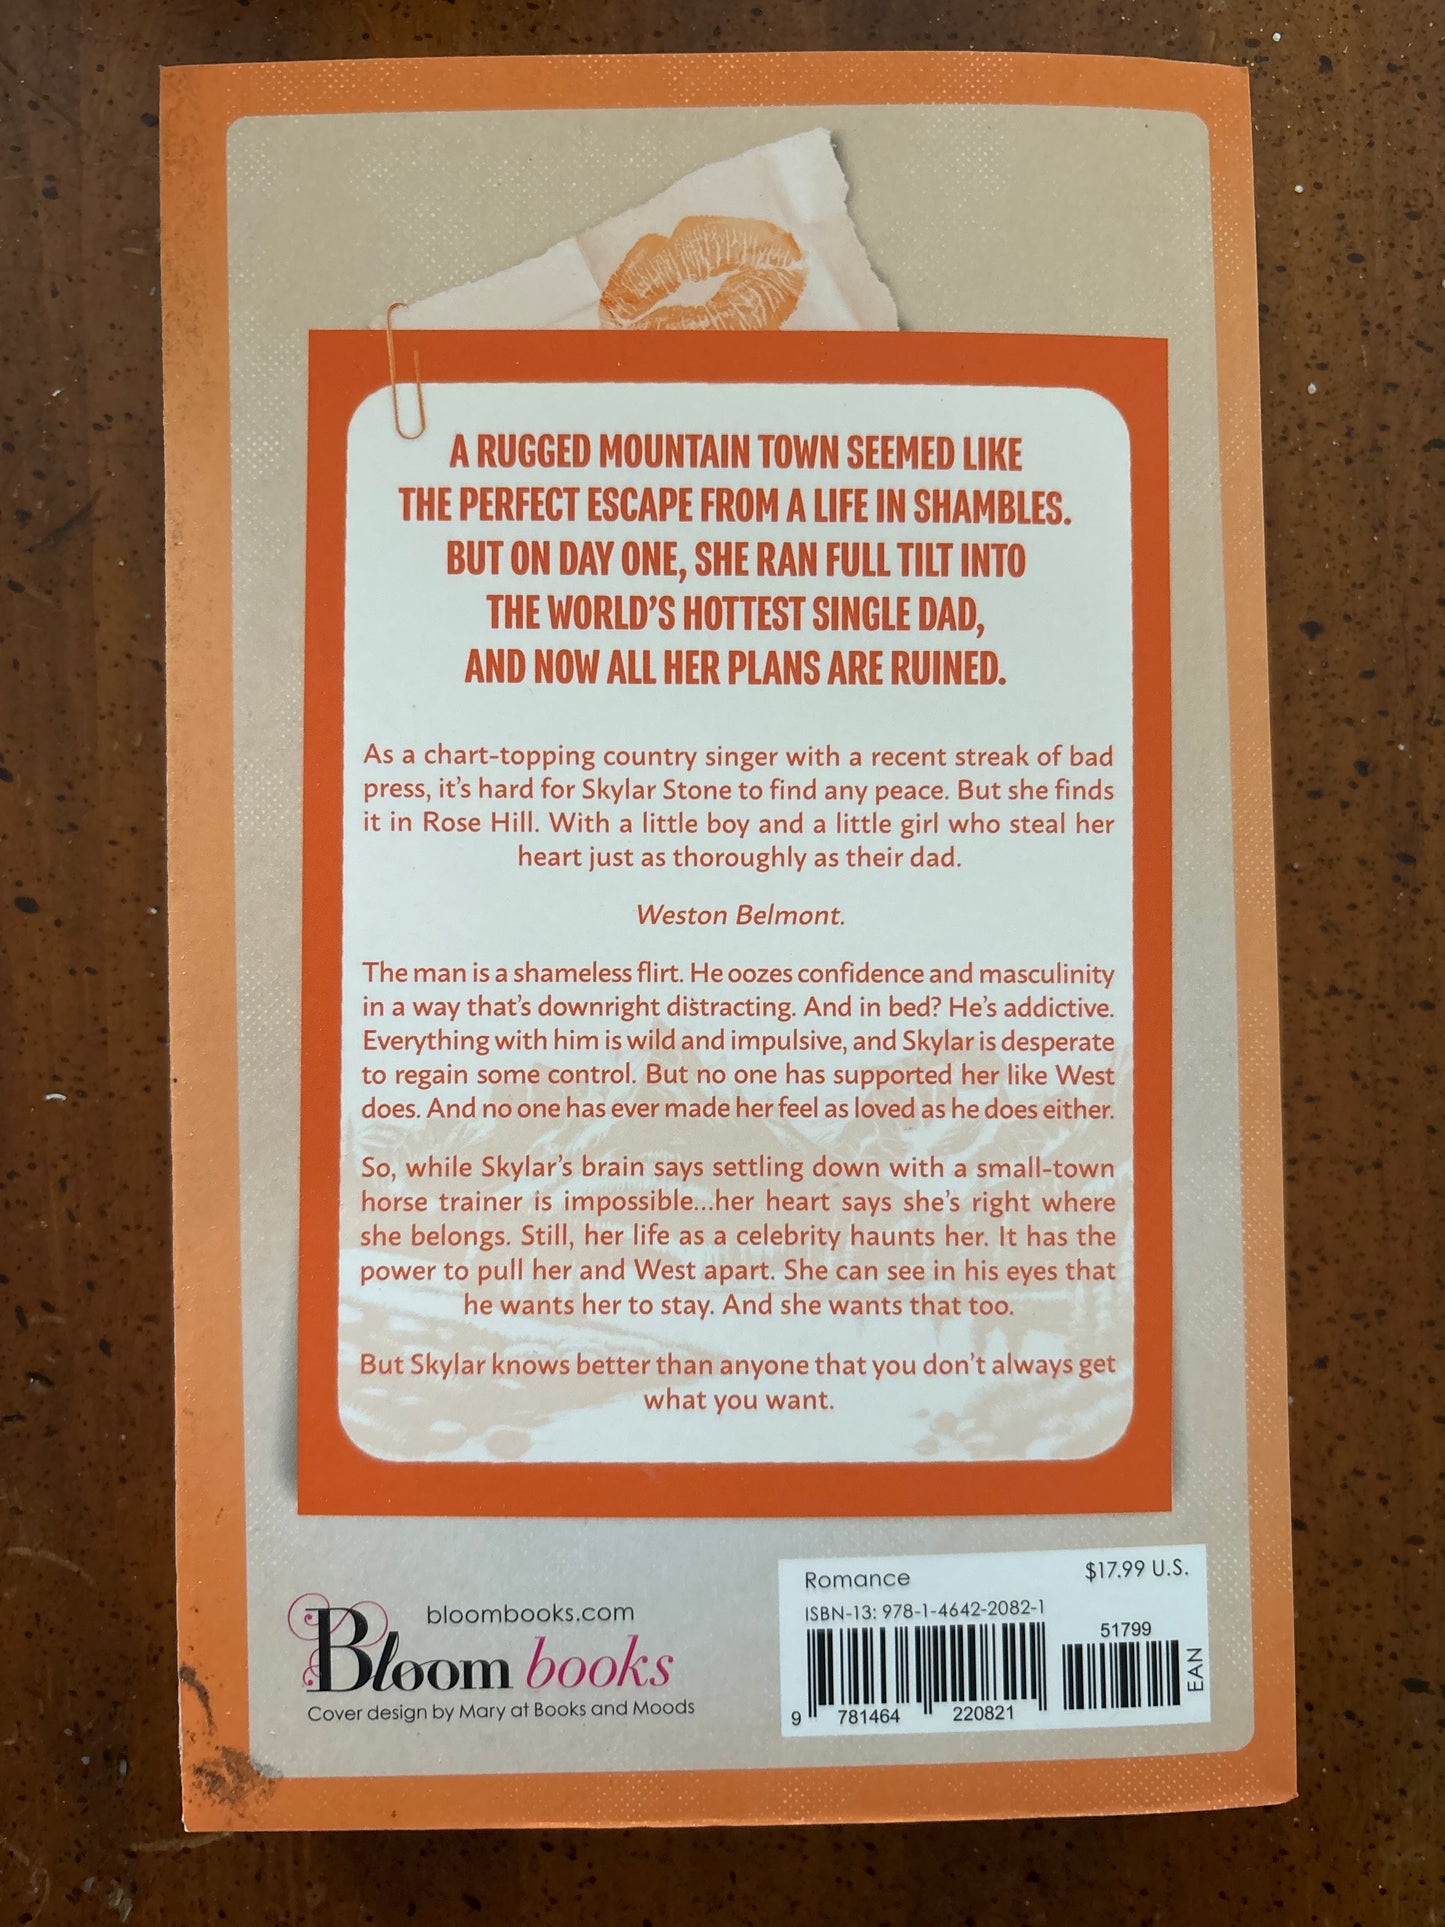 A RUGGED MOUNTAIN TOWN SEEMED LIKE
THE PERFECT ESCAPE FROM A LIFE IN SHAMBLES.
BUT ON DAY ONE, SHE RAN FULL TILT INTO
THE WORLD'S HOTTEST SINGLE DAD,
AND NOW ALL HER PLANS ARE RUINED.
As a chart-topping country singer with a recent streak of bad
press, it's hard for Skylar Stone to find any peace. But she finds
it in Rose Hill. With a little boy and a little girl who steal her
heart just as thoroughly as their dad.
Weston Belmont.
The man is a shameless flirt. He oozes confidence and masculinity
in a way that's downright distracting. And in bed? He's addictive.
Everything with him is wild and impulsive, and Skylar is desperate
to regain some control. But no one has supported her like West
does. And no one has ever made her feel as loved as he does either.
So, while Skylar's brain says settling down with a small-town
horse trainer is impossible...her heart says she's right where
she belongs. Still, her life as a celebrity haunts her. It has the
power to pull her and West apart. She can see in his eyes that
he wants her to stay. And she wants that too.
But Skylar knows better than anyone that you don't always get
what you want.
bloombooks.com
Bloom books
Cover design by Mary at Books and Moods
Romance
$17.99 U.S.
ISBN-13: 978-1-4642-2082-1
51799
EAN
9 781464 220821